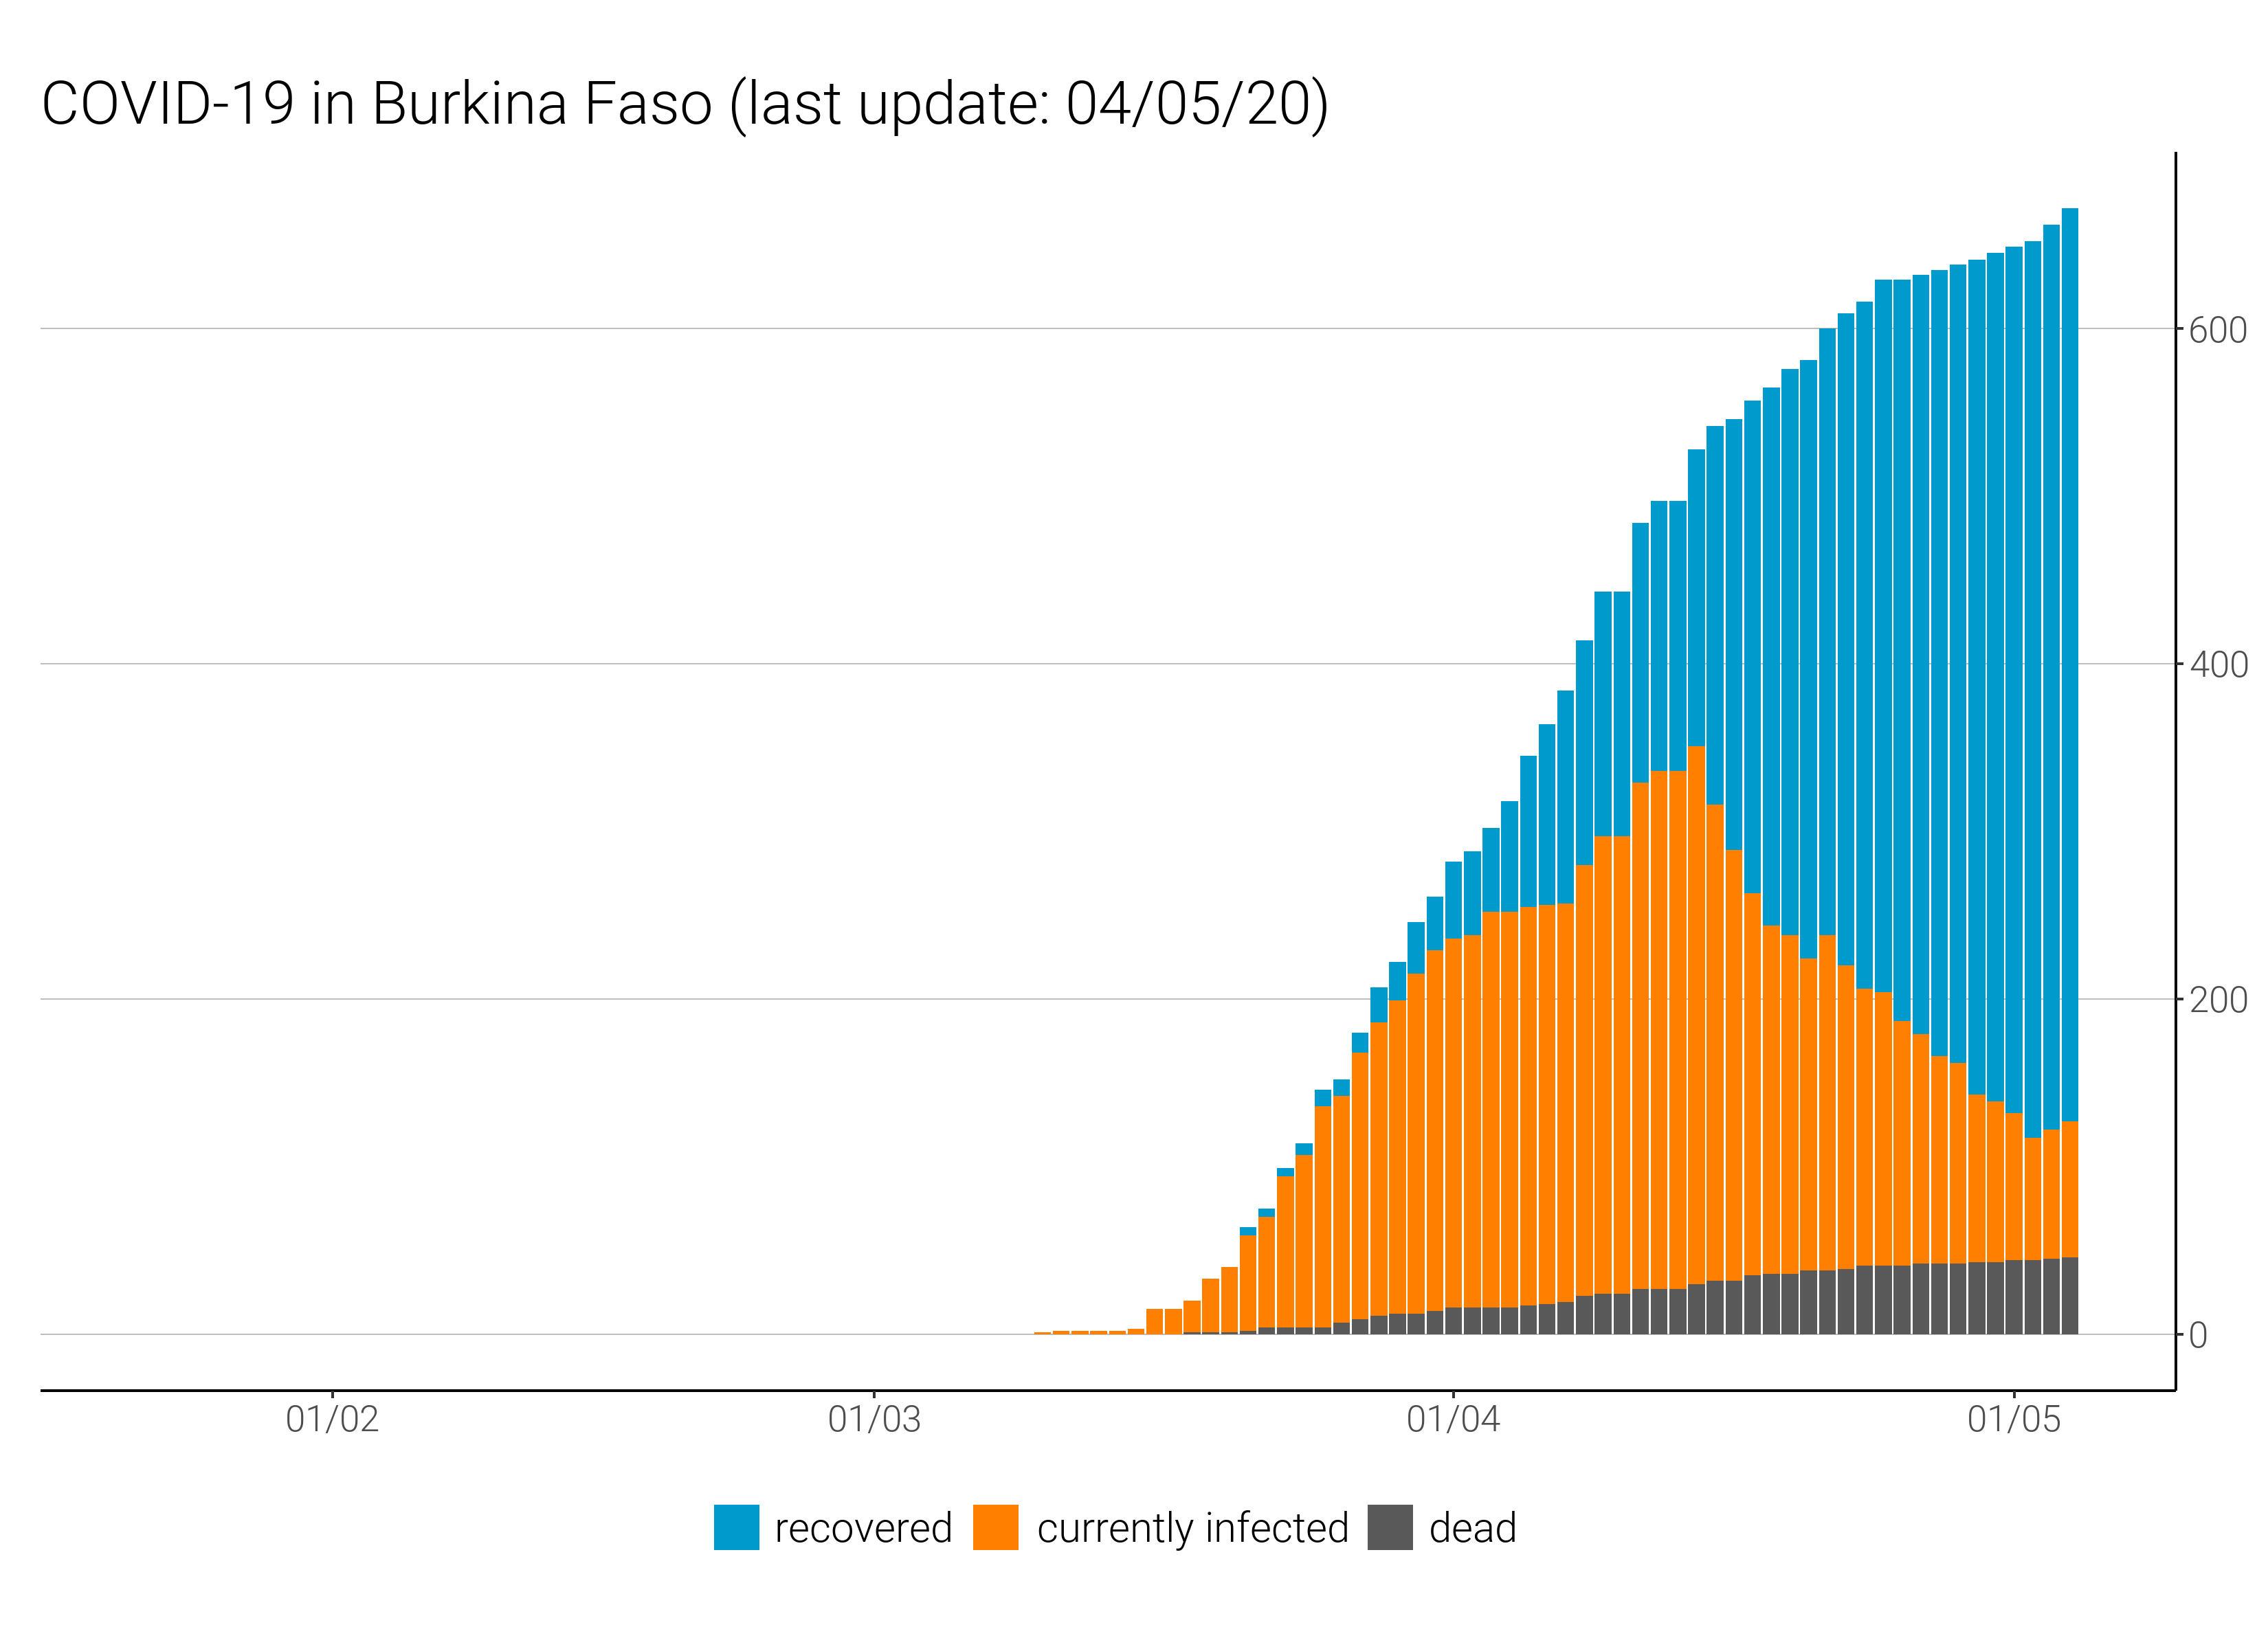 COVID-19 in Burkina Faso (last update: 04/05/20)
600
400
200
0
01/02 01/03 01/04 01/05
recovered currently infected dead